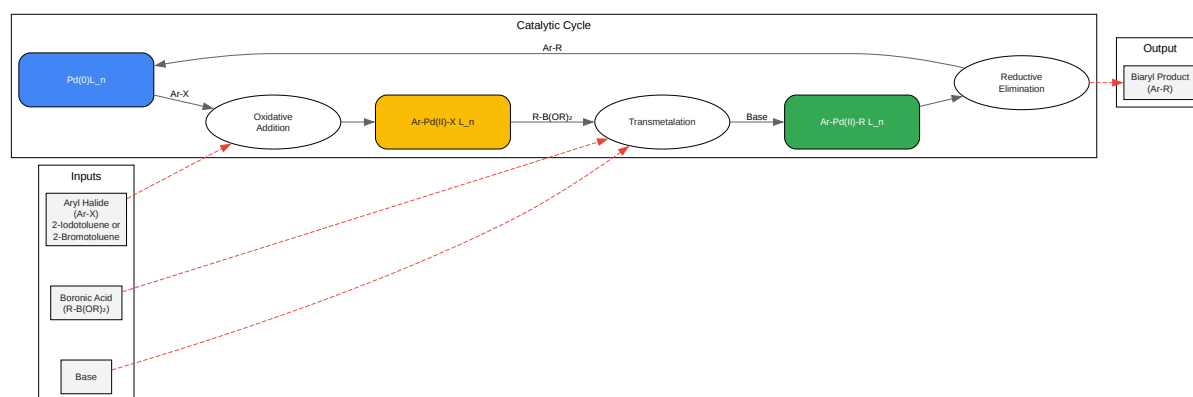 Catalytic Cycle
Ar-R
Output
Pd(0)L_n
Ar-X
Oxidative
Addition
Ar-Pd(II)-X L_n
R-B(OR)₂
Transmetalation
Base
Ar-Pd(II)-R L_n
Reductive
Elimination
Biaryl Product
(Ar-R)
Inputs
Aryl Halide
(Ar-X)
2-Iodotoluene or
2-Bromotoluene
Boronic Acid
(R-B(OR)₂)
Base